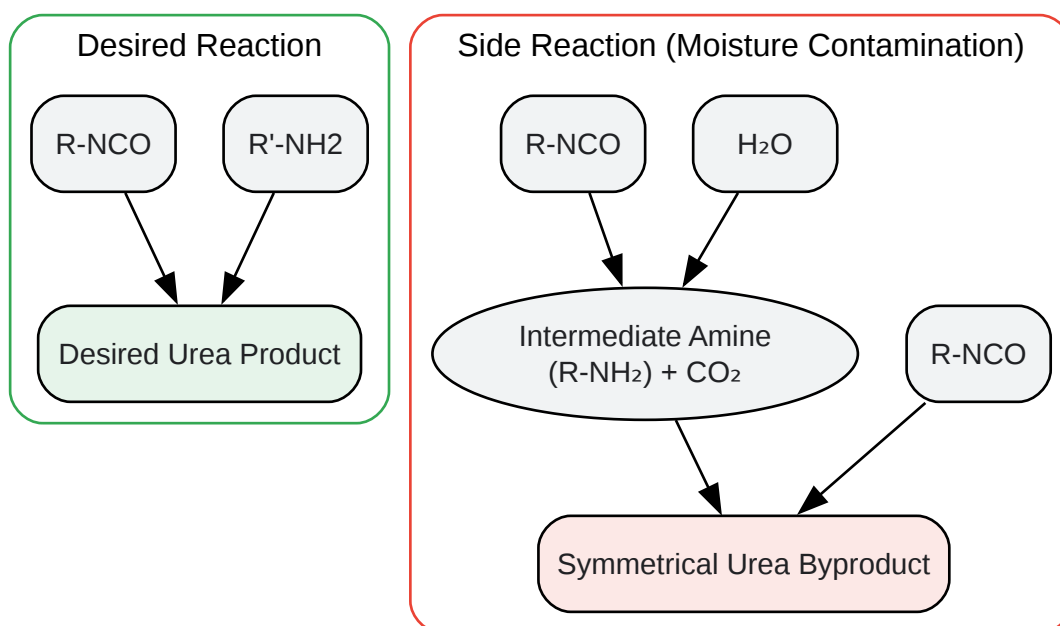 Desired Reaction
R-NCO
R'-NH2
Desired Urea Product
Side Reaction (Moisture Contamination)
R-NCO
H₂O
Intermediate Amine
(R-NH₂) + CO₂
R-NCO
Symmetrical Urea Byproduct